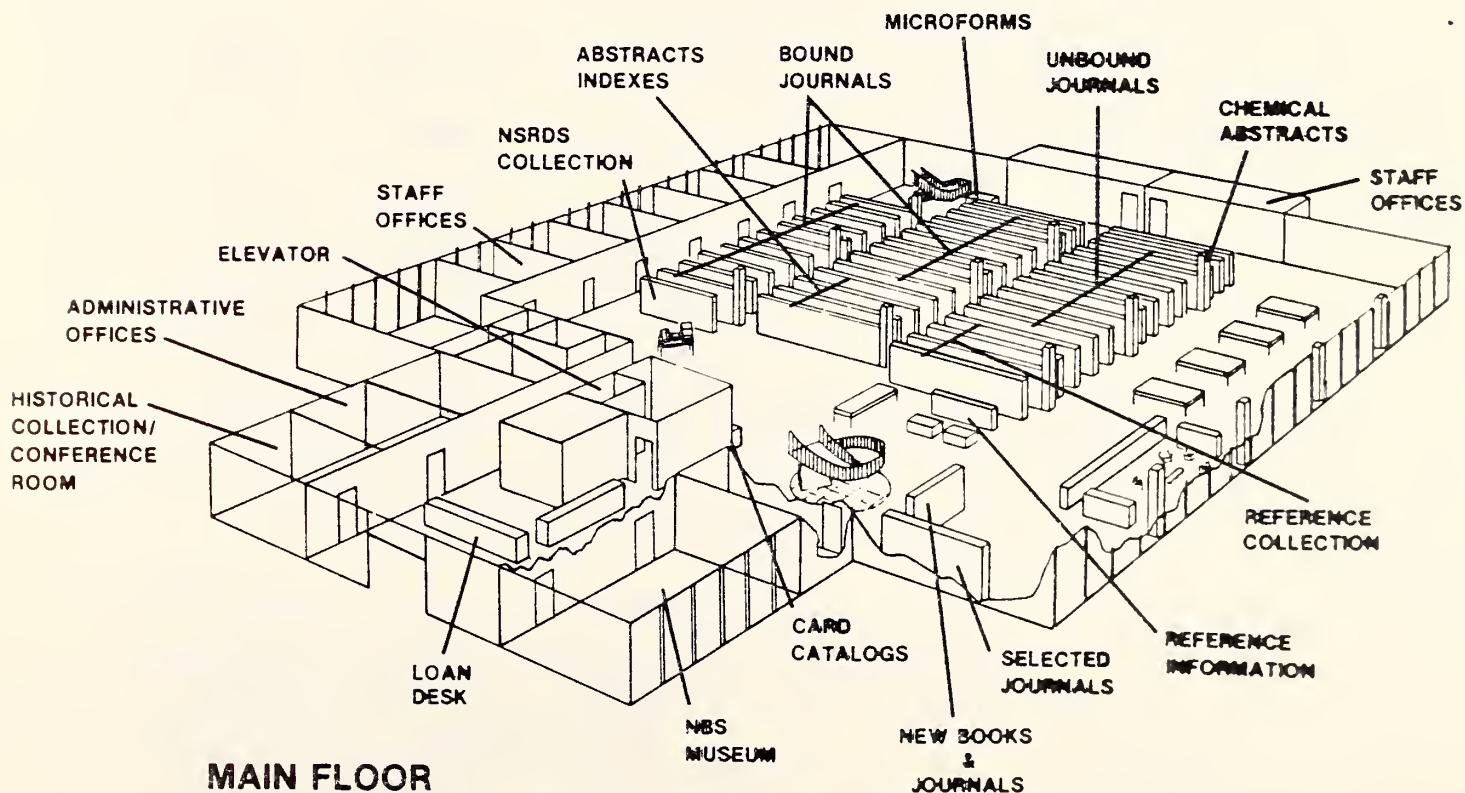 MICROFORMS
ABSTRACTS
INDEXES
BOUND
JOURNALS
UNBOUND
JOURNALS
CHEMICAL
ABSTRACTS
NSRDS
COLLECTION
STAFF
OFFICES
STAFF
OFFICES
ELEVATOR
ADMINISTRATIVE
OFFICES
HISTORICAL
COLLECTION/
CONFERENCE
ROOM
REFERENCE
COLLECTION
REFERENCE
INFORMATION
CARD
CATALOGS
SELECTED
JOURNALS
LOAN
DESK
NBS
MUSEUM
NEW BOOKS
&
JOURNALS
MAIN FLOOR